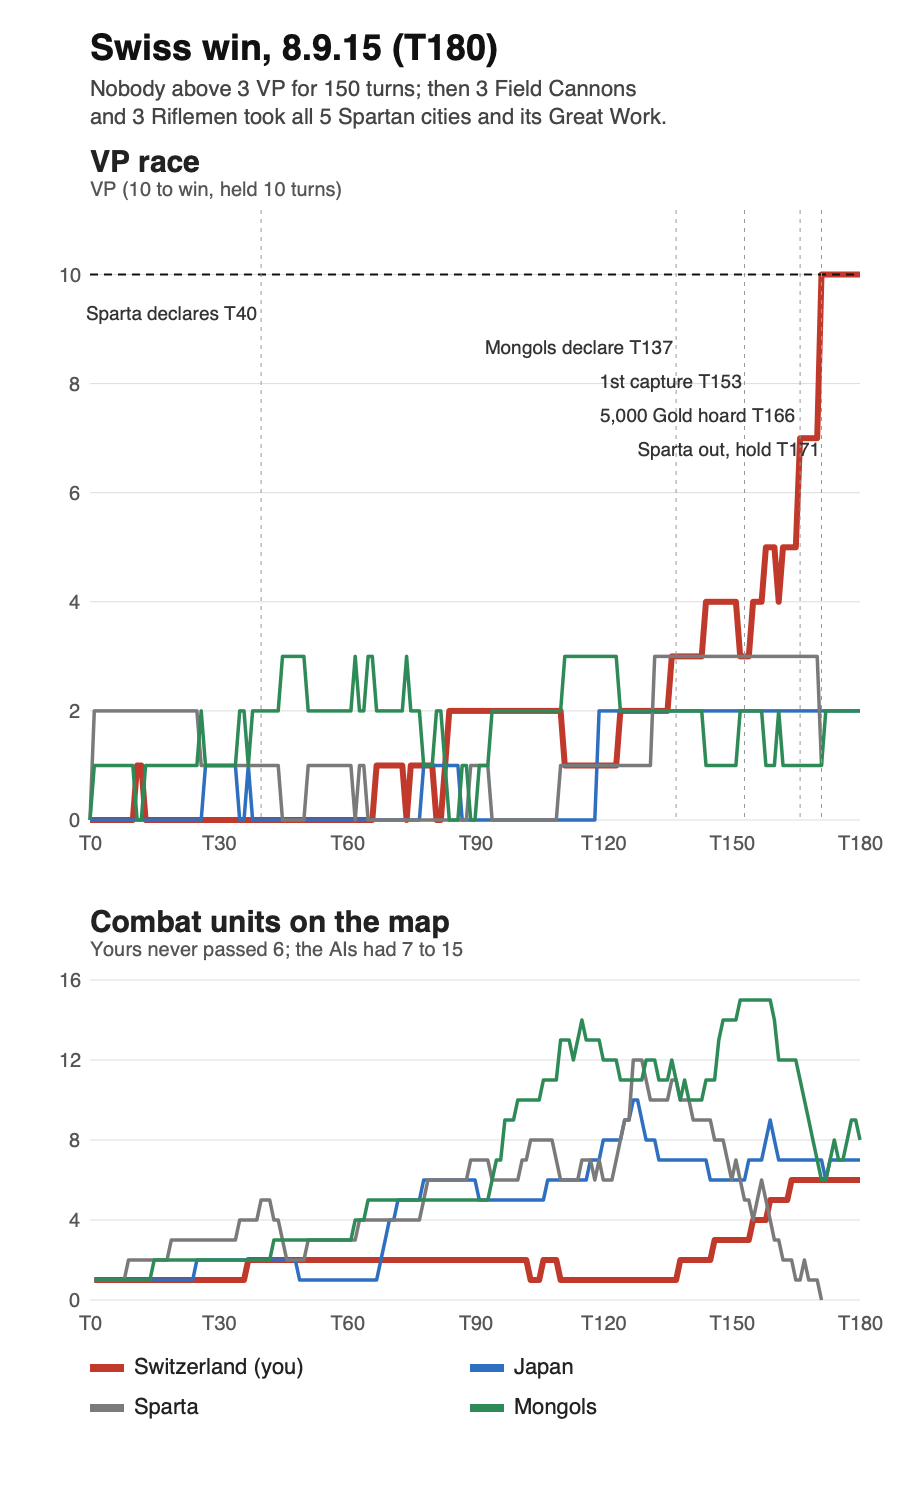 Swiss win, 8.9.15 (T180)
Nobody above 3 VP for 150 turns; then 3 Field Cannons
and 3 Riflemen took all 5 Spartan cities and its Great Work.
VP race
VP (10 to win, held 10 turns)
10
Sparta declares T40
Mongols declare T137
8
1st capture T153
5,000 Gold hoard T166
Sparta out, hold T171
6
4
2
0
T0 T30 T60 T90 T120 T150 T180
Combat units on the map
Yours never passed 6; the AIs had 7 to 15
16
12
8
4
0
T0 T30 T60 T90 T120 T150 T180
Switzerland (you) Japan
Sparta Mongols